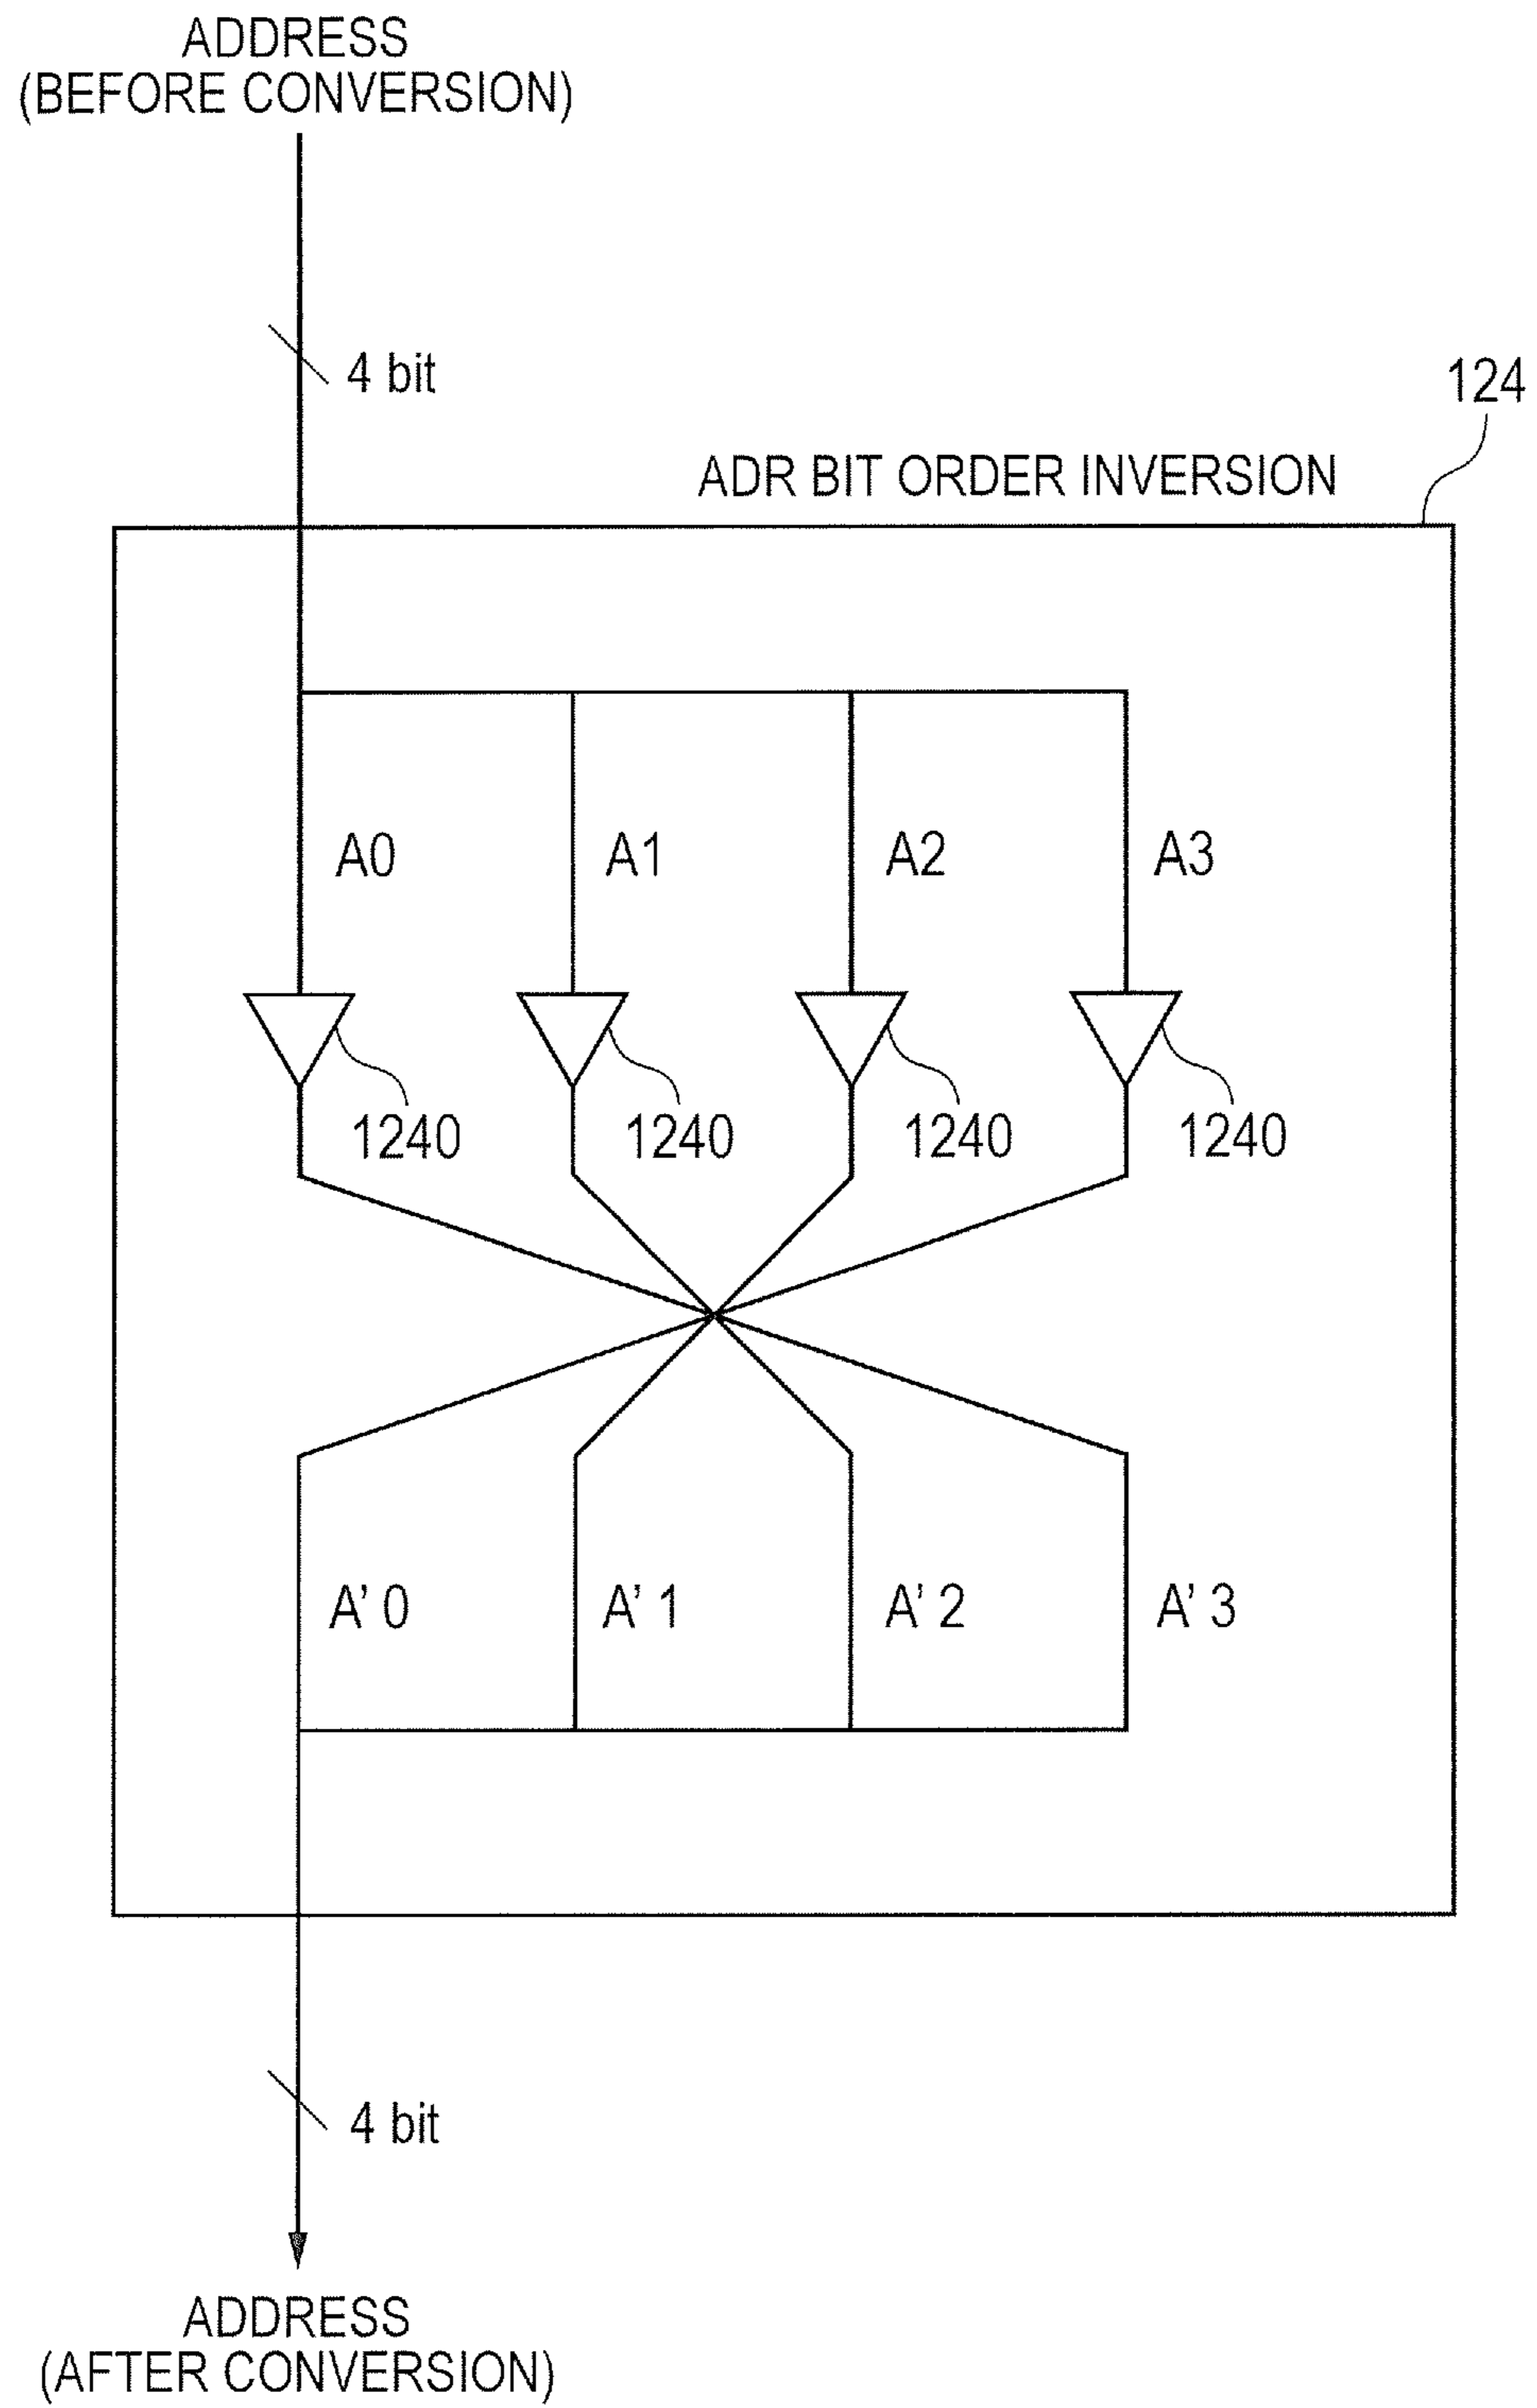 ADDRESS
(BEFORE CONVERSION)
4 bit
124
ADR BIT ORDER INVERSION
A0 A1 A2 A3
1240 1240 1240 1240
A' 0 A' 1 A' 2 A' 3
4 bit
ADDRESS
(AFTER CONVERSION)